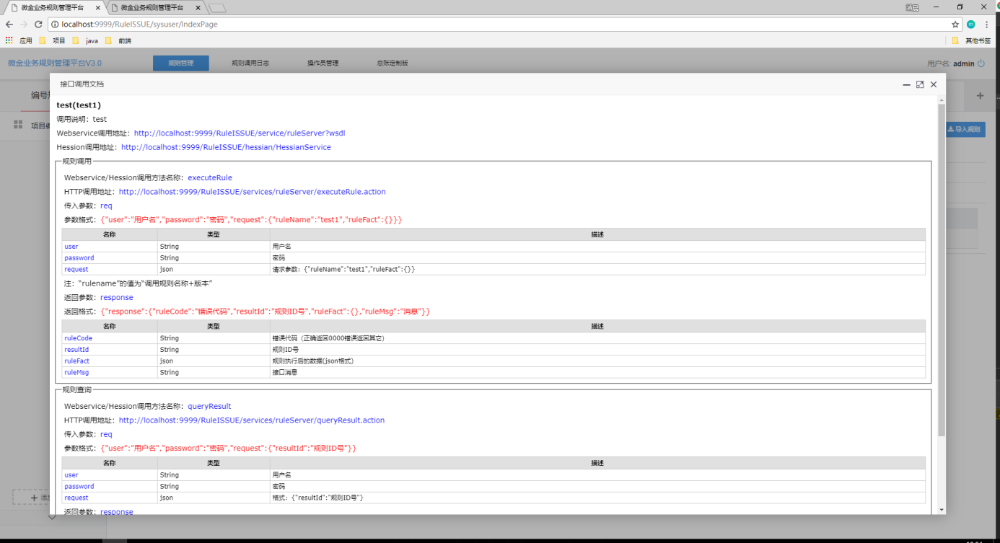 微金业务规则管理平台 × 微金业务规则管理平台 ×
localhost:9999/RuleISSUE/sysuser/indexPage
应用 项目 java 前端 其他书签
微金业务规则管理平台V3.0 规则管理 规则调用日志 操作员管理 总账定制版 用户名: admin
接口调用文档
编号
项目编
导入规则
test(test1)
调用说明：test
Webservice调用地址：http://localhost:9999/RuleISSUE/service/ruleServer?wsdl
Hession调用地址：http://localhost:9999/RuleISSUE/hessian/HessianService
规则调用
Webservice/Hession调用方法名称：executeRule
HTTP调用地址：http://localhost:9999/RuleISSUE/services/ruleServer/executeRule.action
传入参数：req
参数格式：{"user":"用户名","password":"密码","request":{"ruleName":"test1","ruleFact":{}}}
名称 类型 描述
user String 用户名
password String 密码
request json 请求参数：{"ruleName":"test1","ruleFact":{}}
注：“rulename”的值为“调用规则名称+版本”
返回参数：response
返回格式：{"response":{"ruleCode":"错误代码","resultId":"规则ID号","ruleFact":{},"ruleMsg":"消息"}}
名称 类型 描述
ruleCode String 错误代码（正确返回0000错误返回其它）
resultId String 规则ID号
ruleFact json 规则执行后的数据(json格式)
ruleMsg String 接口消息
规则查询
Webservice/Hession调用方法名称：queryResult
HTTP调用地址：http://localhost:9999/RuleISSUE/services/ruleServer/queryResult.action
传入参数：req
参数格式：{"user":"用户名","password":"密码","request":{"resultId":"规则ID号"}}
名称 类型 描述
user String 用户名
password String 密码
request json 格式：{"resultId":"规则ID号"}
返回参数：response
添